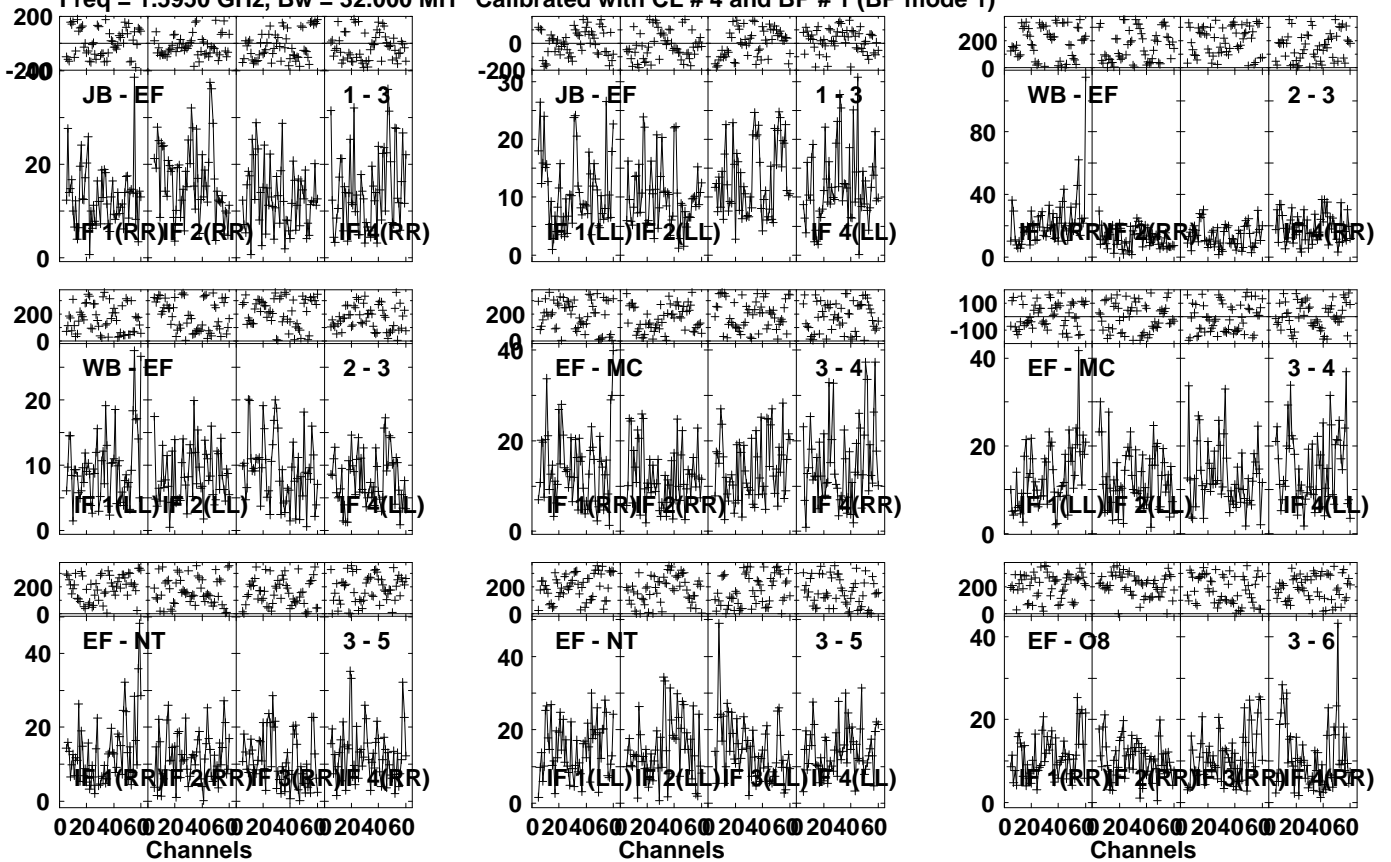 Freq = 1.5950 GHz, Bw = 32.000 MH Calibrated with CL # 4 and BP # 1 (BP mode 1)
200
-200
JB - EF 1 - 3
20
0
IF 1(RR) IF 2(RR) IF 4(RR)
0
-200
30
JB - EF 1 - 3
20
10
0
IF 1(LL) IF 2(LL) IF 4(LL)
200
0
WB - EF 2 - 3
80
40
0
IF 1(RR) IF 2(RR) IF 4(RR)
200
0
WB - EF 2 - 3
20
10
0
IF 1(LL) IF 2(LL) IF 4(LL)
200
0
40
EF - MC 3 - 4
20
0
IF 1(RR) IF 2(RR) IF 4(RR)
100
-100
40
EF - MC 3 - 4
20
0
IF 1(LL) IF 2(LL) IF 4(LL)
200
0
EF - NT 3 - 5
40
20
0
IF 1(RR) IF 2(RR) IF 3(RR) IF 4(RR)
0 20 40 60 0 20 40 60 0 20 40 60 0 20 40 60
Channels
200
0
EF - NT 3 - 5
40
20
0
IF 1(LL) IF 2(LL) IF 3(LL) IF 4(LL)
0 20 40 60 0 20 40 60 0 20 40 60 0 20 40 60
Channels
200
0
40
EF - O8 3 - 6
20
0
IF 1(RR) IF 2(RR) IF 3(RR) IF 4(RR)
0 20 40 60 0 20 40 60 0 20 40 60 0 20 40 60
Channels